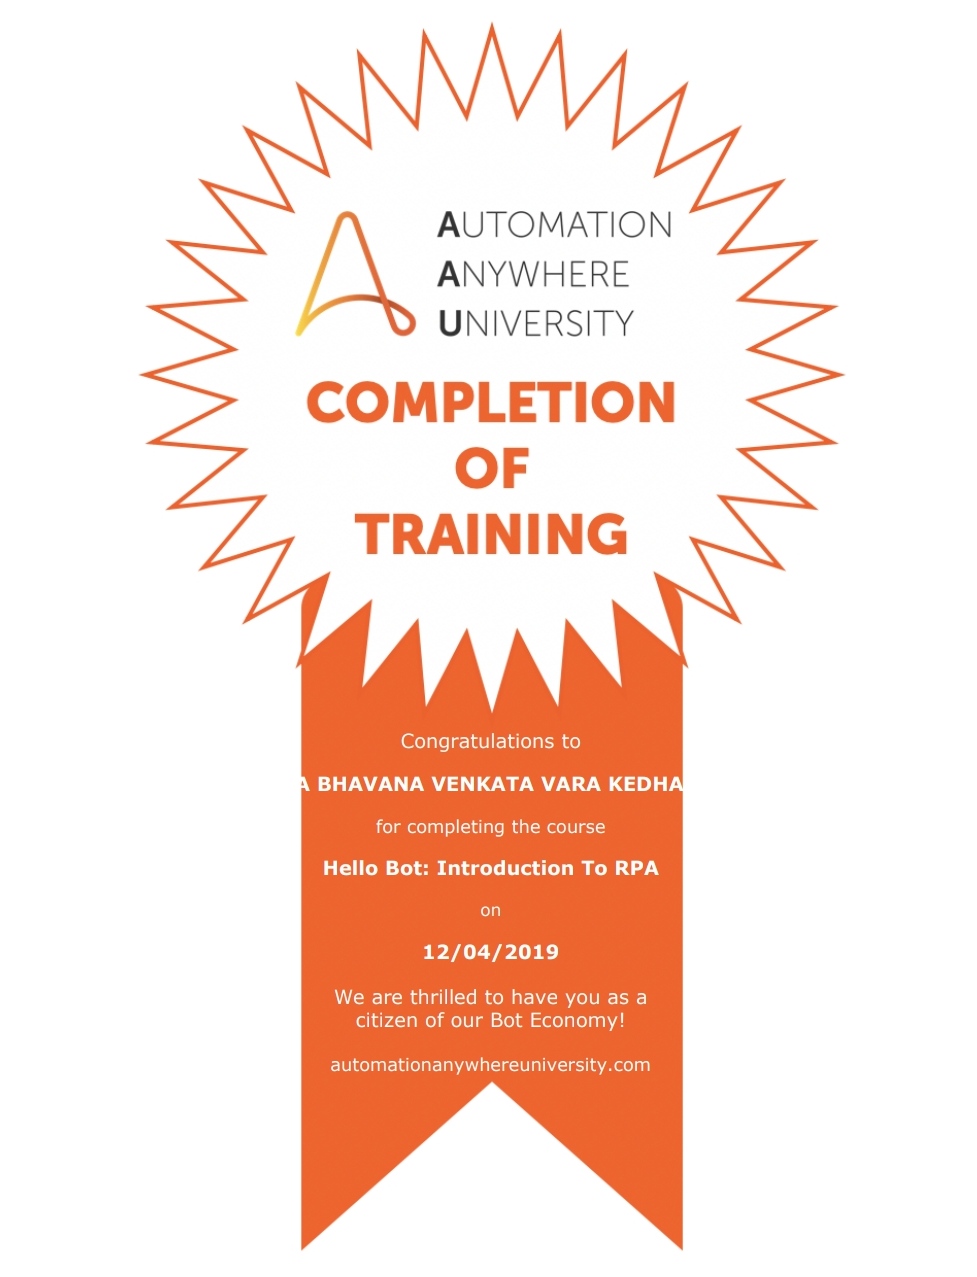 AUTOMATION
ANYWHERE
UNIVERSITY
COMPLETION
OF
TRAINING
Congratulations to
A BHAVANA VENKATA VARA KEDHA
for completing the course
Hello Bot: Introduction To RPA
on
12/04/2019
We are thrilled to have you as a
citizen of our Bot Economy!
automationanywhereuniversity.com